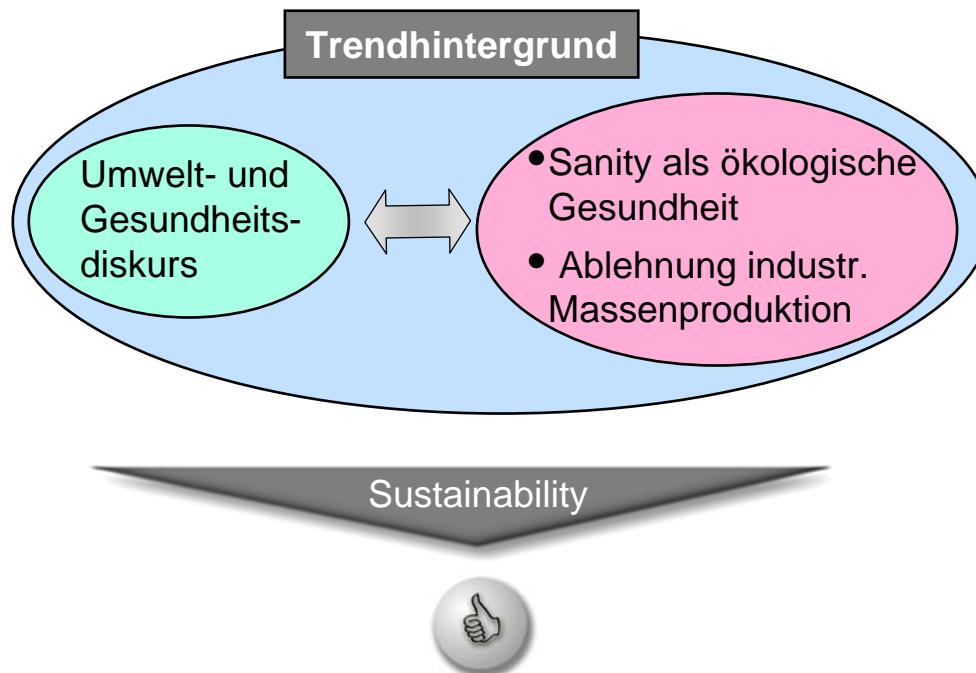 Trendhintergrund
Umwelt- und
Gesundheits-
diskurs
•Sanity als ökologische
Gesundheit
• Ablehnung industr.
Massenproduktion
Sustainability